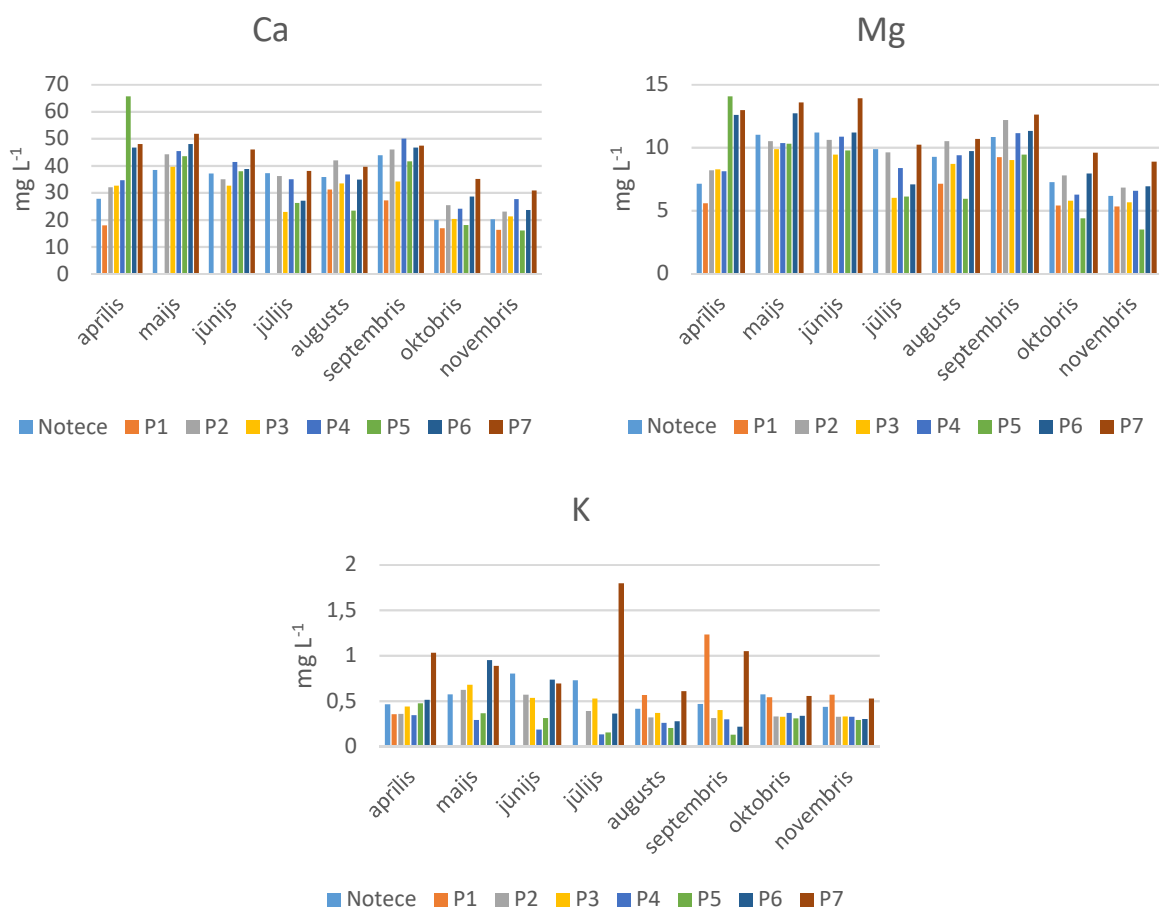 Ca
70
60
50
40
30
20
10
0
mg L-1
aprīlis
maijs
jūnijs
jūlijs
augusts
septembris
oktobris
novembris
Notece P1 P2 P3 P4 P5 P6 P7
Mg
15
10
5
0
mg L-1
aprīlis
maijs
jūnijs
jūlijs
augusts
septembris
oktobris
novembris
Notece P1 P2 P3 P4 P5 P6 P7
K
2
1,5
1
0,5
0
mg L-1
aprīlis
maijs
jūnijs
jūlijs
augusts
septembris
oktobris
novembris
Notece P1 P2 P3 P4 P5 P6 P7